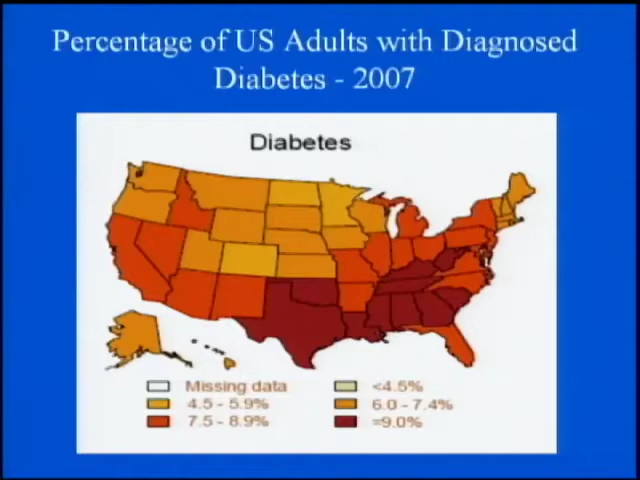 Percentage of US Adults with Diagnosed
Diabetes - 2007
Diabetes
Missing data
<4.5%
4.5 - 5.9%
6.0 - 7.4%
7.5 - 8.9%
=9.0%